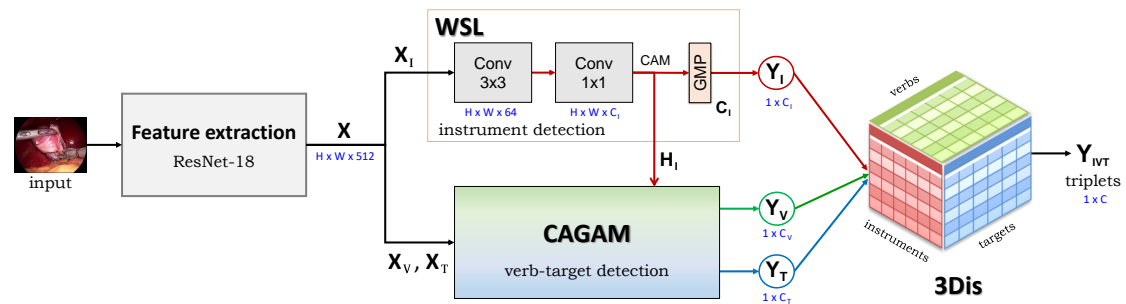 input
Feature extraction
ResNet-18
X
H x W x 512
X_I
WSL
Conv
3x3
H x W x 64
Conv
1x1
H x W x C_I
CAM
GMP
C_I
instrument detection
H_I
X_V , X_T
CAGAM
verb-target detection
Y_I
1 x C_I
Y_V
1 x C_V
Y_T
1 x C_T
verbs
instruments
targets
3Dis
Y_IVT
triplets
1 x C